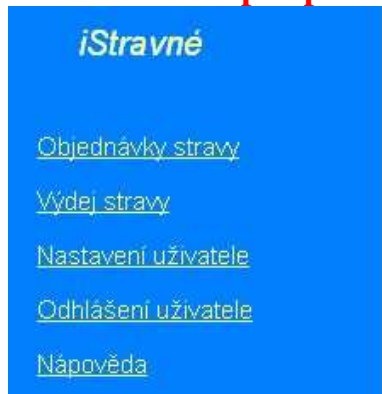 iStravné
Objednávky stravy
Výdej stravy
Nastavení uživatele
Odhlášení uživatele
Nápověda